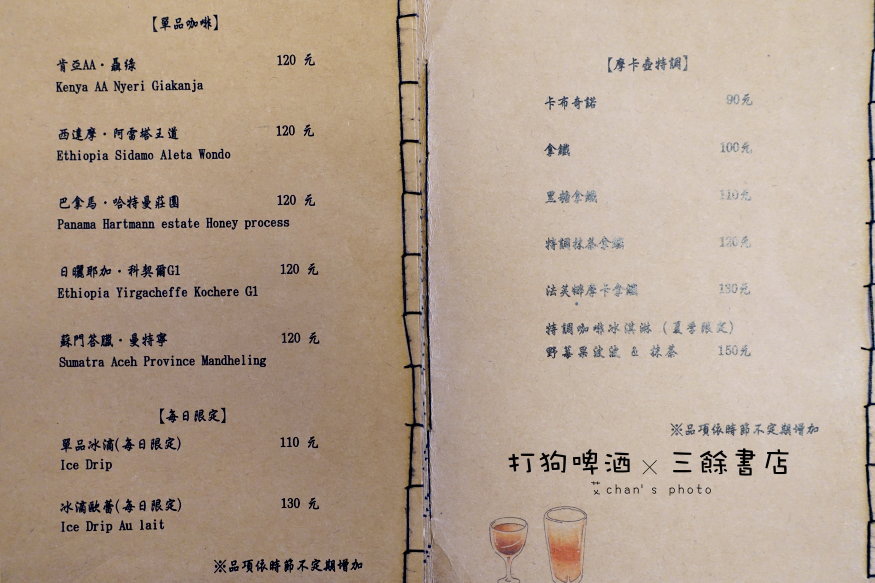 【單品咖啡】
肯亞AA·聶徐 120 元
Kenya AA Nyeri Giakanja
西達摩·阿雷塔王道 120 元
Ethiopia Sidamo Aleta Wondo
巴拿馬·哈特曼莊園 120 元
Panama Hartmann estate Honey process
日曬耶加·科契爾G1 120 元
Ethiopia Yirgacheffe Kochere G1
蘇門答臘·曼特寧 120 元
Sumatra Aceh Province Mandheling
【每日限定】
單品冰滴(每日限定) 110 元
Ice Drip
冰滴歐蕾(每日限定) 130 元
Ice Drip Au lait
※品項依時節不定期增加
【摩卡壺特調】
卡布奇諾 90元
拿鐵 100元
黑糖拿鐵 110元
特調抹茶拿鐵 120元
法芙娜摩卡拿鐵 130元
特調咖啡冰淇淋 (夏季限定)
野莓果波波 & 抹茶 150元
※品項依時節不定期增加
打狗啤酒×三餘書店
艾chan's photo